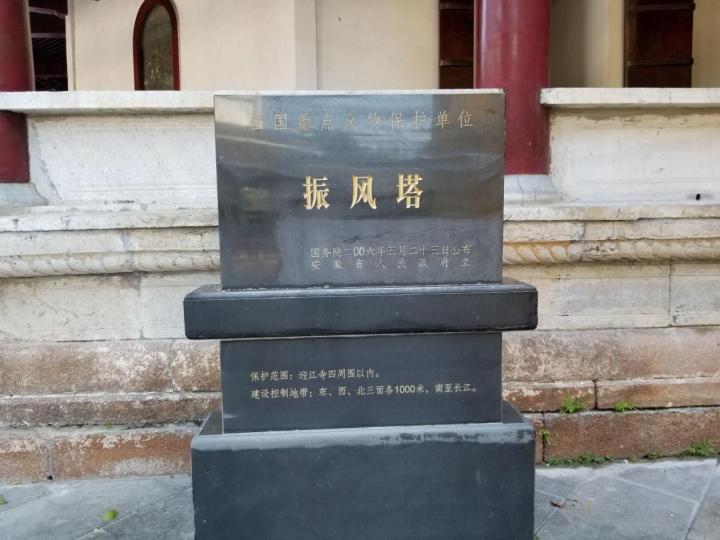 全国重点文物保护单位
振风塔
国务院二00六年五月二十五日公布
安徽省人民政府立
保护范围：迎江寺四周围以内。
建设控制地带：东、西、北三面各1000米，南至长江。